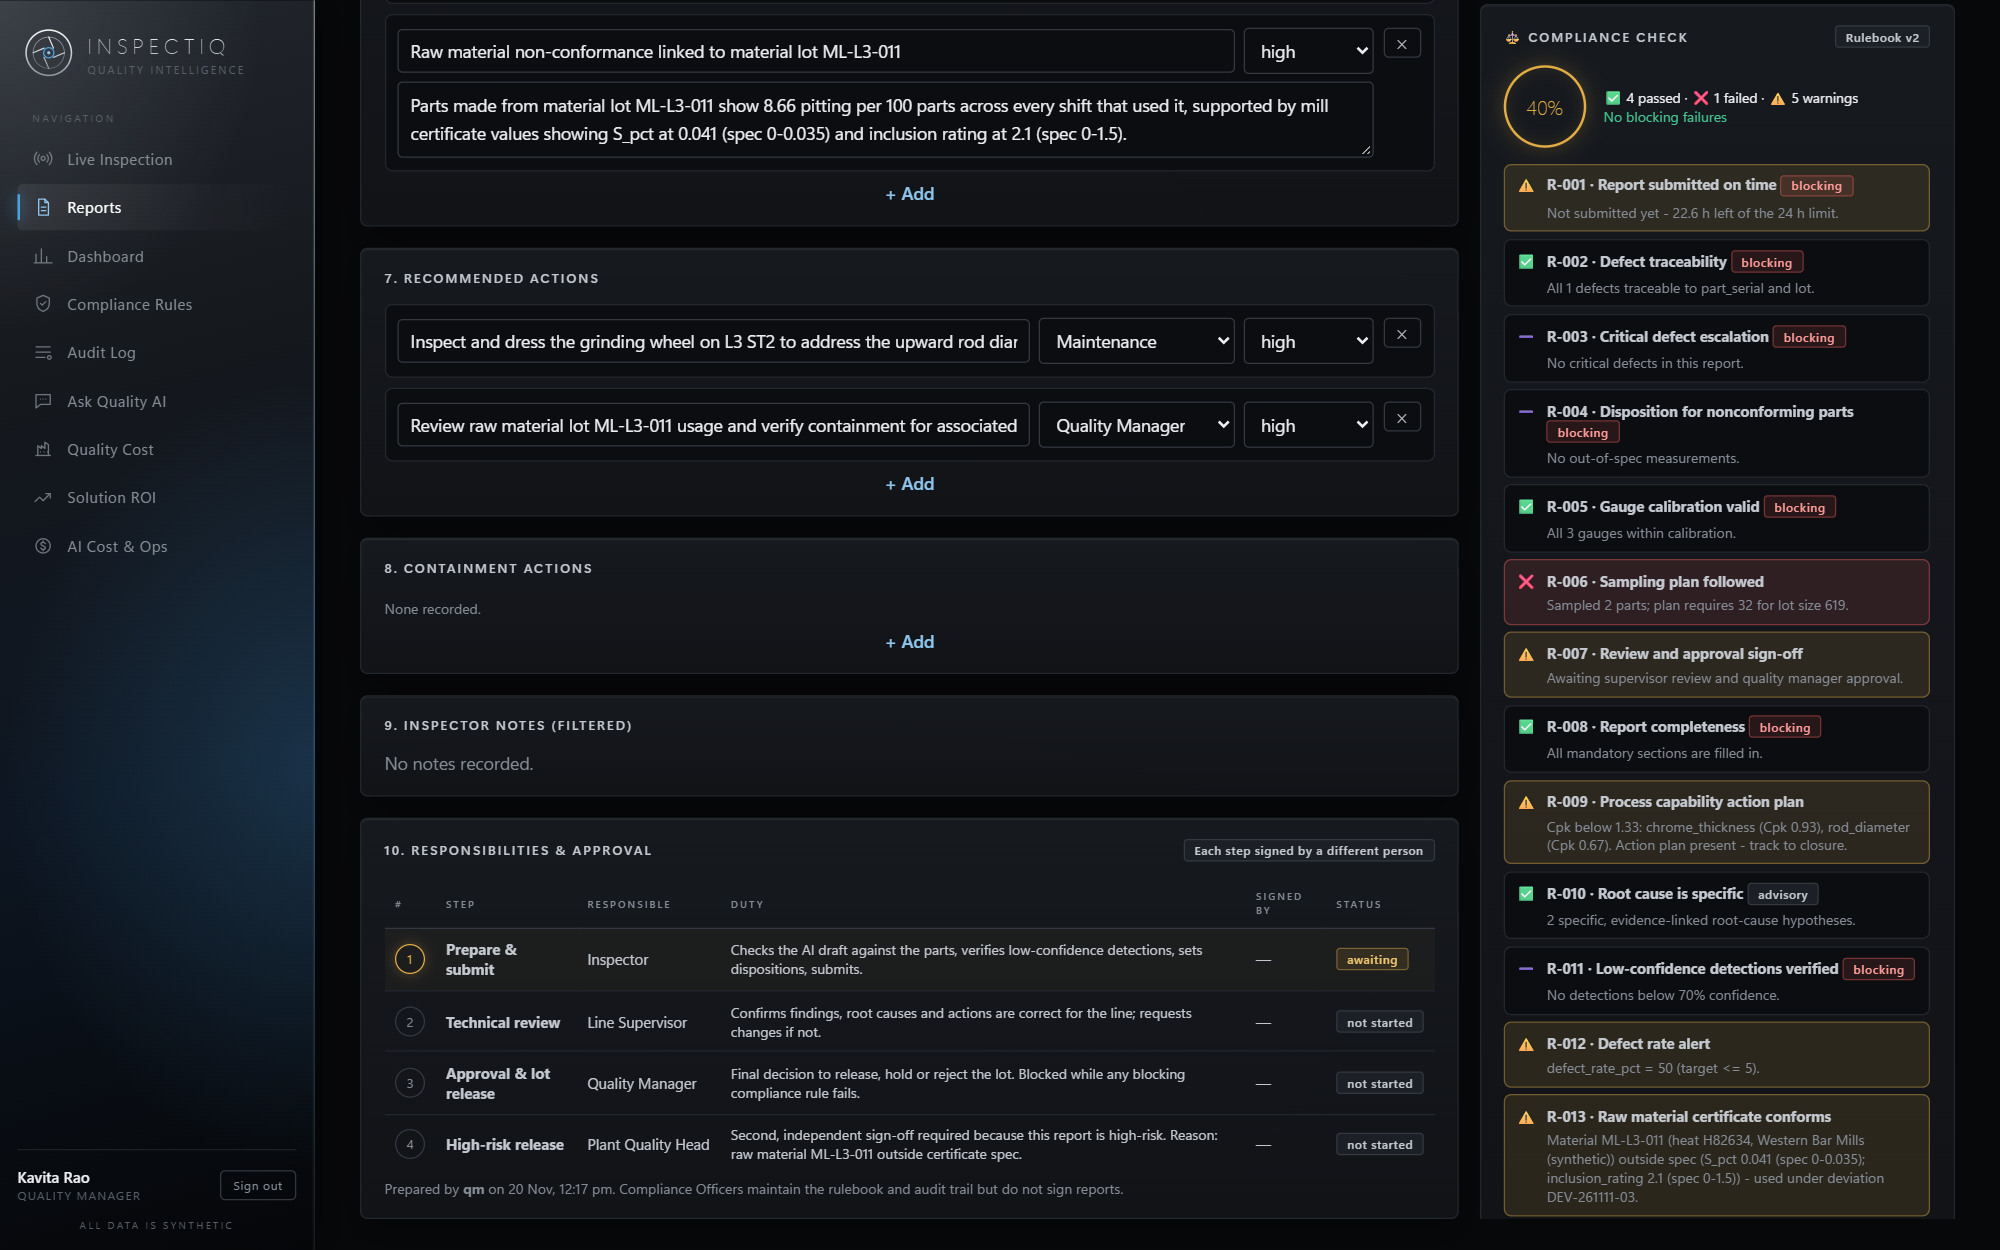 INSPECTIQ
QUALITY INTELLIGENCE
NAVIGATION
Live Inspection
Reports
Dashboard
Compliance Rules
Audit Log
Ask Quality AI
Quality Cost
Solution ROI
AI Cost & Ops
Kavita Rao
QUALITY MANAGER
Sign out
ALL DATA IS SYNTHETIC
Raw material non-conformance linked to material lot ML-L3-011
high
Parts made from material lot ML-L3-011 show 8.66 pitting per 100 parts across every shift that used it, supported by mill
certificate values showing S_pct at 0.041 (spec 0-0.035) and inclusion rating at 2.1 (spec 0-1.5).
+ Add
7. RECOMMENDED ACTIONS
Inspect and dress the grinding wheel on L3 ST2 to address the upward rod diar
Maintenance
high
Review raw material lot ML-L3-011 usage and verify containment for associated
Quality Manager
high
+ Add
8. CONTAINMENT ACTIONS
None recorded.
+ Add
9. INSPECTOR NOTES (FILTERED)
No notes recorded.
10. RESPONSIBILITIES & APPROVAL
Each step signed by a different person
# STEP RESPONSIBLE DUTY SIGNED BY STATUS
1 Prepare & submit Inspector Checks the AI draft against the parts, verifies low-confidence detections, sets
dispositions, submits. — awaiting
2 Technical review Line Supervisor Confirms findings, root causes and actions are correct for the line; requests
changes if not. — not started
3 Approval & lot release Quality Manager Final decision to release, hold or reject the lot. Blocked while any blocking
compliance rule fails. — not started
4 High-risk release Plant Quality Head Second, independent sign-off required because this report is high-risk. Reason:
raw material ML-L3-011 outside certificate spec. — not started
Prepared by qm on 20 Nov, 12:17 pm. Compliance Officers maintain the rulebook and audit trail but do not sign reports.
COMPLIANCE CHECK
Rulebook v2
40%
4 passed · 1 failed · 5 warnings
No blocking failures
R-001 · Report submitted on time blocking
Not submitted yet - 22.6 h left of the 24 h limit.
R-002 · Defect traceability blocking
All 1 defects traceable to part_serial and lot.
R-003 · Critical defect escalation blocking
No critical defects in this report.
R-004 · Disposition for nonconforming parts
blocking
No out-of-spec measurements.
R-005 · Gauge calibration valid blocking
All 3 gauges within calibration.
R-006 · Sampling plan followed
Sampled 2 parts; plan requires 32 for lot size 619.
R-007 · Review and approval sign-off
Awaiting supervisor review and quality manager approval.
R-008 · Report completeness blocking
All mandatory sections are filled in.
R-009 · Process capability action plan
Cpk below 1.33: chrome_thickness (Cpk 0.93), rod_diameter
(Cpk 0.67). Action plan present - track to closure.
R-010 · Root cause is specific advisory
2 specific, evidence-linked root-cause hypotheses.
R-011 · Low-confidence detections verified blocking
No detections below 70% confidence.
R-012 · Defect rate alert
defect_rate_pct = 50 (target <= 5).
R-013 · Raw material certificate conforms
Material ML-L3-011 (heat H82634, Western Bar Mills
(synthetic)) outside spec (S_pct 0.041 (spec 0-0.035);
inclusion_rating 2.1 (spec 0-1.5)) - used under deviation
DEV-261111-03.